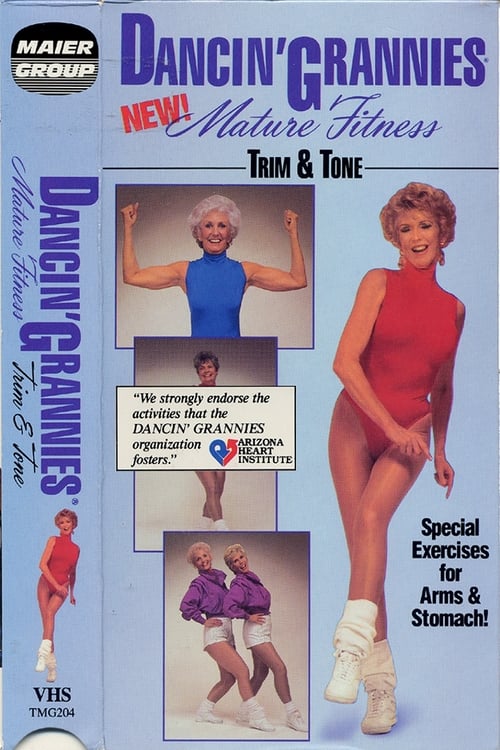 MAIER
GROUP
DANCIN' GRANNIES
Mature Fitness
Trim & Tone
VHS
TMG204
DANCIN' GRANNIES®
NEW! Mature Fitness
TRIM & TONE
"We strongly endorse the
activities that the
DANCIN' GRANNIES
organization
fosters."
ARIZONA
HEART
INSTITUTE
Special
Exercises
for
Arms &
Stomach!